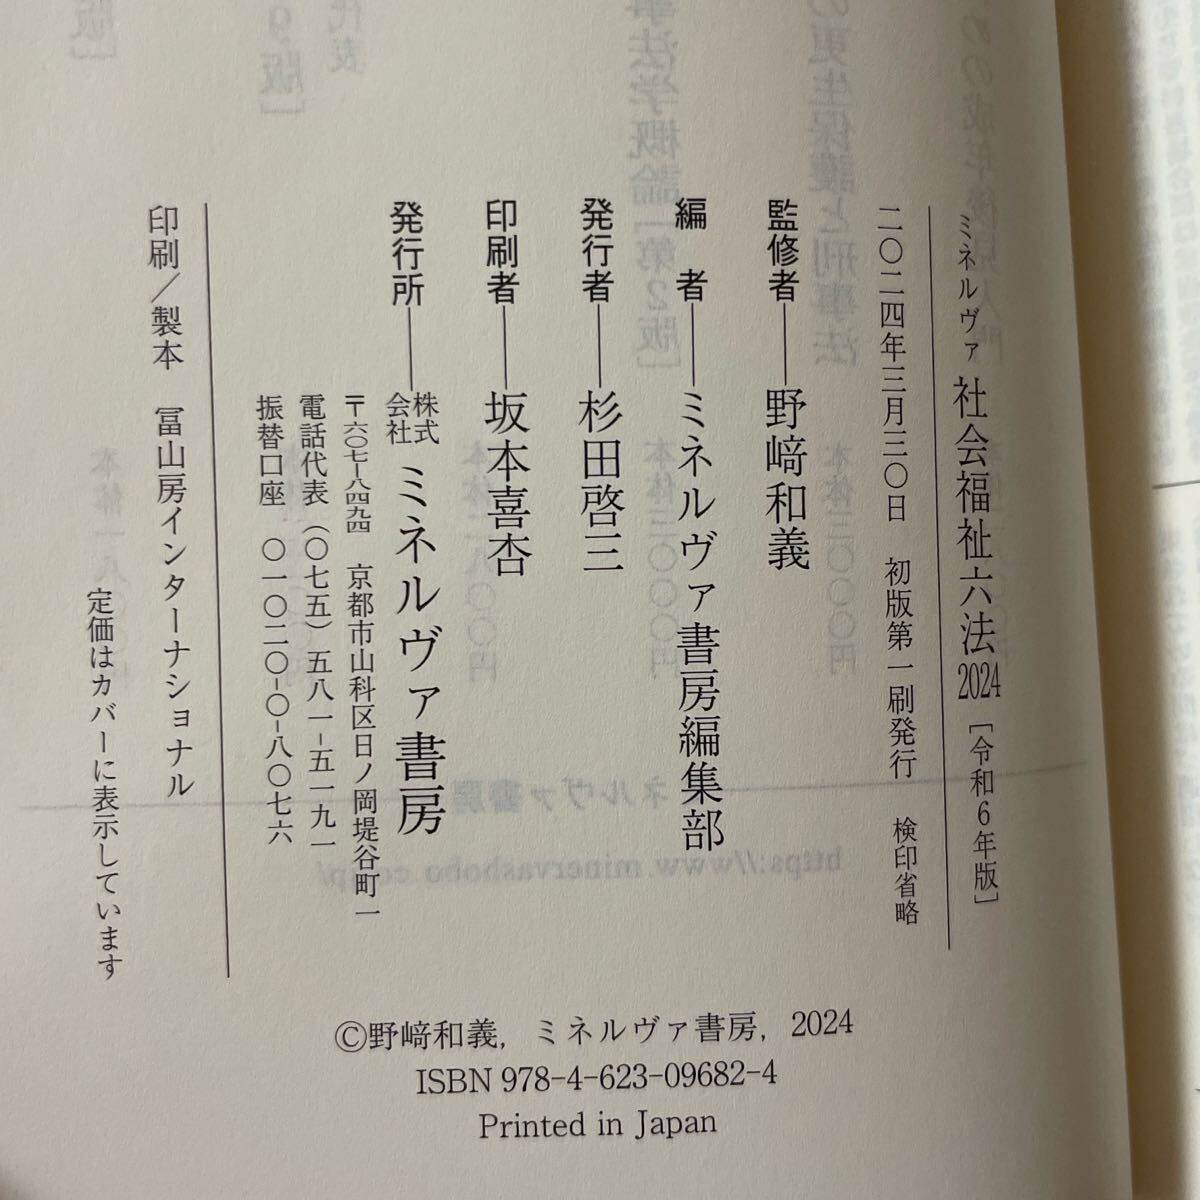 ミネルヴァ 社会福祉六法2024［令和6年版］
二〇二四年三月三〇日　初版第一刷発行　検印省略
監修者――野﨑和義
編　者――ミネルヴァ書房編集部
発行者――杉田啓三
印刷者――坂本喜杏
発行所――株式会社 ミネルヴァ書房
〒六〇七-八四九四　京都市山科区日ノ岡堤谷町一
電話代表（〇七五）五八一-五一九一
振替口座　〇一〇二〇-〇-八〇七六
印刷／製本　冨山房インターナショナル
定価はカバーに表示しています
©野﨑和義，ミネルヴァ書房，2024
ISBN 978-4-623-09682-4
Printed in Japan